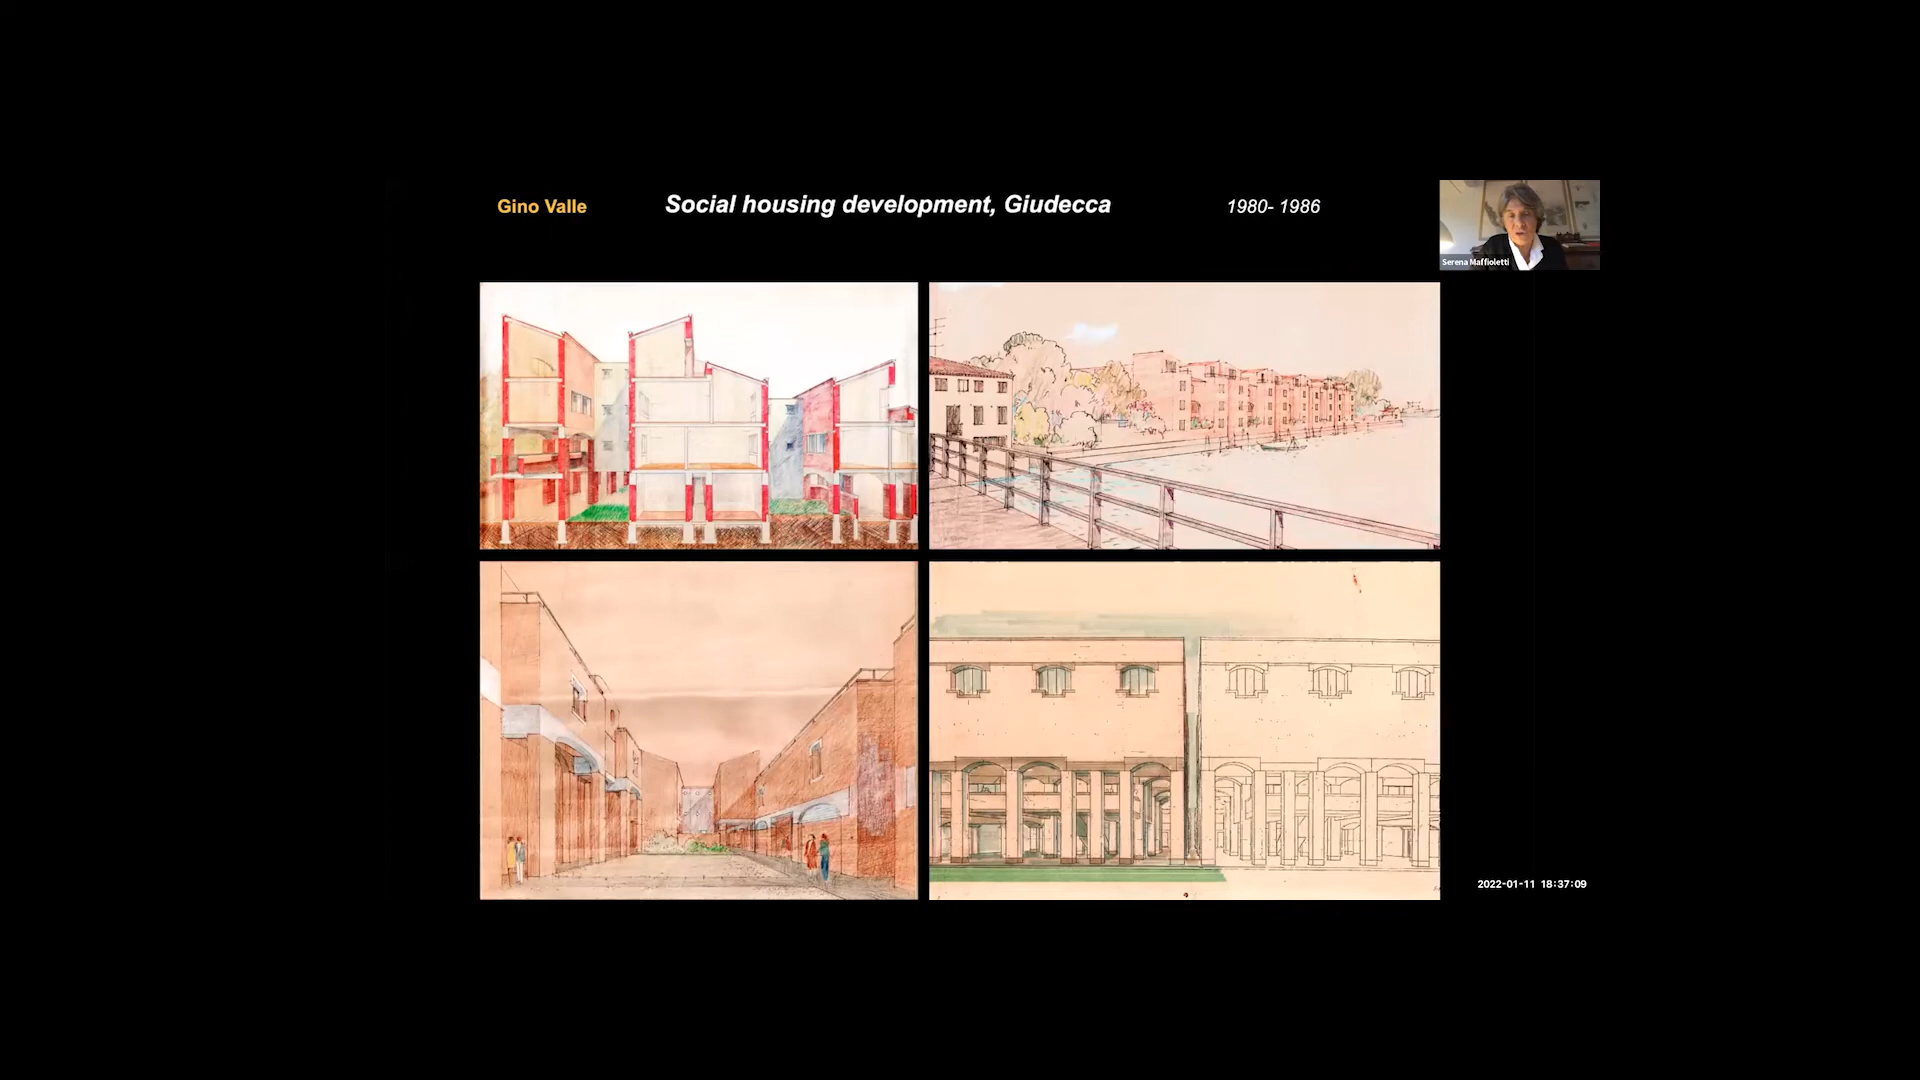 Gino Valle
Social housing development, Giudecca
1980- 1986
Serena Maffioletti
2022-01-11 18:37:09